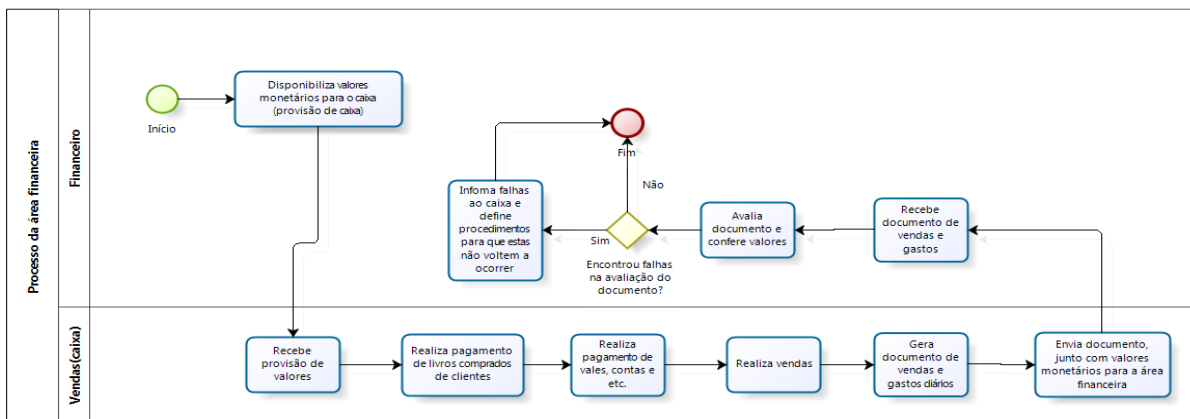 Processo da área financeira
Financeiro
Início
Disponibiliza valores
monetários para o caixa
(provisão de caixa)
Fim
Não
Infoma falhas
ao caixa e
define
procedimentos
para que estas
não voltem a
ocorrer
Sim
Encontrou falhas
na avaliação do
documento?
Avalia
documento e
confere valores
Recebe
documento de
vendas e
gastos
Vendas(caixa)
Recebe
provisão de
valores
Realiza pagamento
de livros comprados
de clientes
Realiza
pagamento de
vales, contas e
etc.
Realiza vendas
Gera
documento de
vendas e
gastos diários
Envia documento,
junto com valores
monetários para a área
financeira